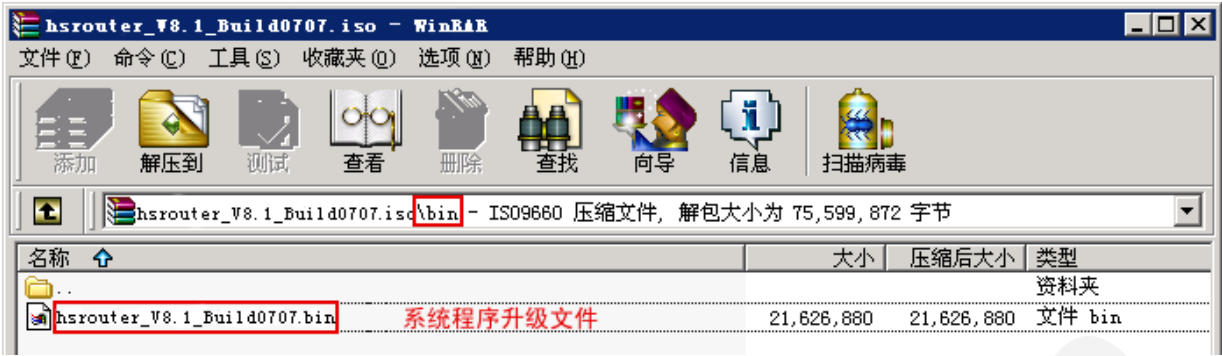 hsrouter_V8.1_Build0707.iso - WinRAR
文件(F) 命令(C) 工具(S) 收藏夹(O) 选项(N) 帮助(H)
添加 解压到 测试 查看 删除 查找 向导 信息 扫描病毒
hsrouter_V8.1_Build0707.iso\bin - ISO9660 压缩文件, 解包大小为 75,599,872 字节
名称 大小 压缩后大小 类型
.. 资料夹
hsrouter_V8.1_Build0707.bin 系统程序升级文件 21,626,880 21,626,880 文件 bin